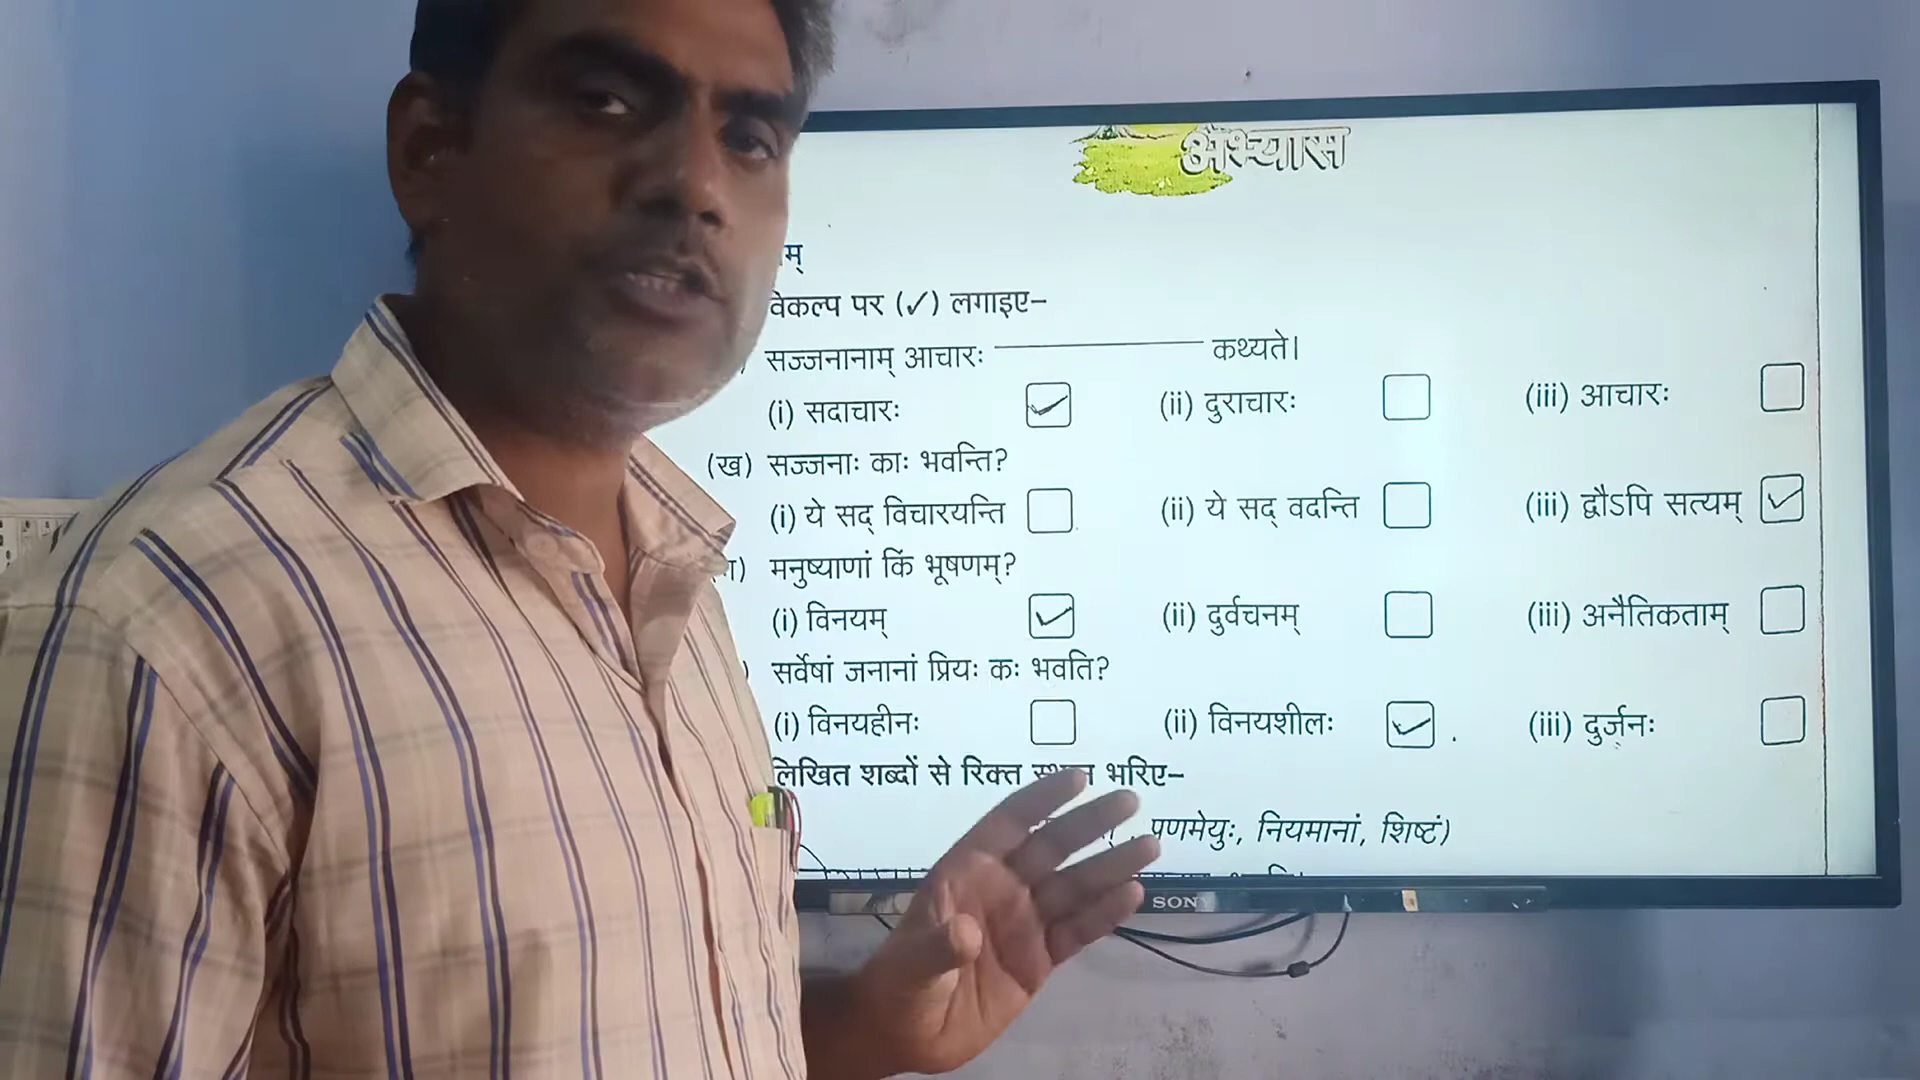 अभ्यास
विकल्प पर (✓) लगाइए–
सज्जनानाम् आचारः ——— कथ्यते।
(i) सदाचारः (ii) दुराचारः (iii) आचारः
(ख) सज्जनाः काः भवन्ति?
(i) ये सद् विचारयन्ति (ii) ये सद् वदन्ति (iii) द्वौऽपि सत्यम्
मनुष्याणां किं भूषणम्?
(i) विनयम् (ii) दुर्वचनम् (iii) अनैतिकताम्
सर्वेषां जनानां प्रियः कः भवति?
(i) विनयहीनः (ii) विनयशीलः (iii) दुर्जनः
लिखित शब्दों से रिक्त स्थान भरिए–
प्रणमेयुः, नियमानां, शिष्टं)
SONY